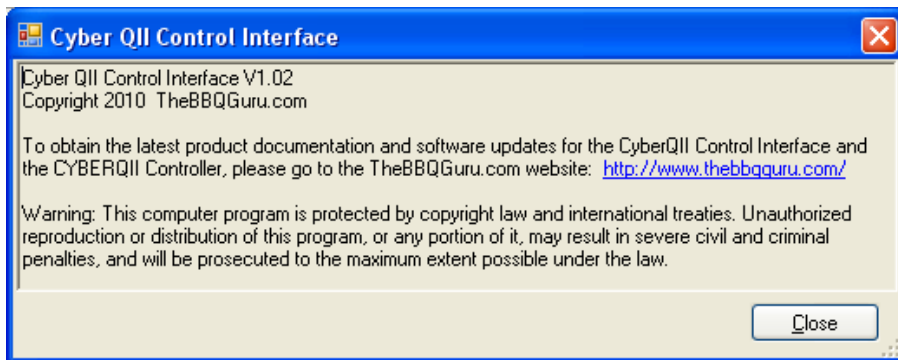 Cyber QII Control Interface
Cyber QII Control Interface V1.02
Copyright 2010  TheBBQGuru.com
To obtain the latest product documentation and software updates for the CyberQII Control Interface and
the CYBERQII Controller, please go to the TheBBQGuru.com website:  http://www.thebbqguru.com/
Warning: This computer program is protected by copyright law and international treaties. Unauthorized
reproduction or distribution of this program, or any portion of it, may result in severe civil and criminal
penalties, and will be prosecuted to the maximum extent possible under the law.
Close